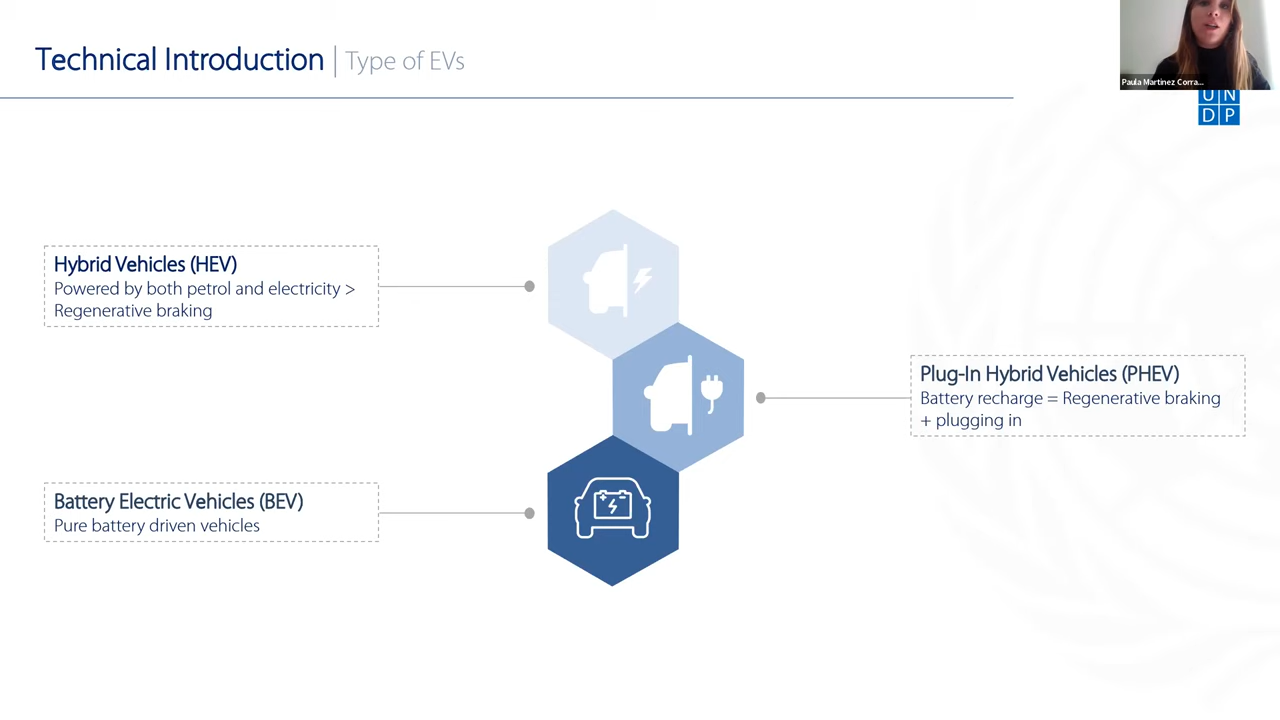 Technical Introduction | Type of EVs
Paula Martinez Corra...
UN
DP
Hybrid Vehicles (HEV)
Powered by both petrol and electricity >
Regenerative braking
Plug-In Hybrid Vehicles (PHEV)
Battery recharge = Regenerative braking
+ plugging in
Battery Electric Vehicles (BEV)
Pure battery driven vehicles